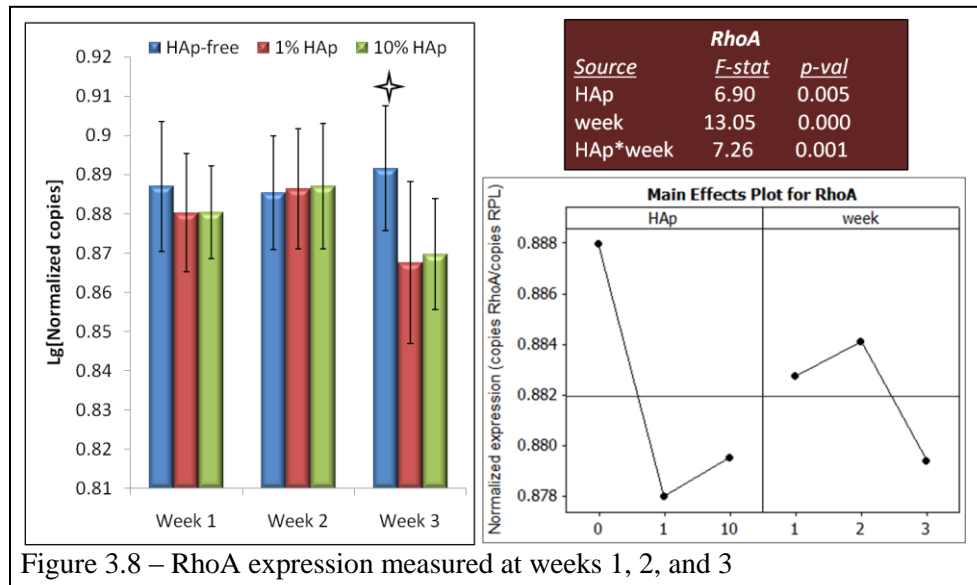 HAp-free 1% HAp 10% HAp
0.92
0.91
0.9
0.89
0.88
0.87
0.86
0.85
0.84
0.83
0.82
0.81
Lg[Normalized copies]
Week 1 Week 2 Week 3
RhoA
Source F-stat p-val
HAp 6.90 0.005
week 13.05 0.000
HAp*week 7.26 0.001
Main Effects Plot for RhoA
HAp week
Normalized expression (copies RhoA/copies RPL)
0.888
0.886
0.884
0.882
0.880
0.878
0 1 10 1 2 3
Figure 3.8 – RhoA expression measured at weeks 1, 2, and 3